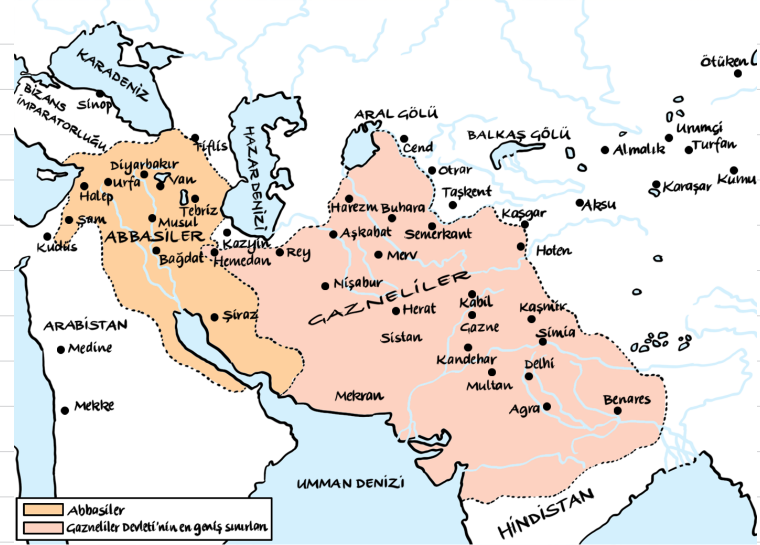 Ötüken
KARADENİZ
BİZANS
İMPARATORLUĞU
Sinop
HAZAR DENİZİ
ARAL GÖLÜ
BALKAŞ GÖLÜ
Tiflis
Cend
Otrar
Taşkent
Almalık
Urumçi
Turfan
Kumu
Karaşar
Aksu
Diyarbakır
Urfa
Van
Halep
Tebriz
Şam
Musul
Kudüs
ABBASİLER
Bağdat
Kazvin
Hemedan
Rey
Harezm
Buhara
Aşkabat
Semerkant
Kaşgar
Hoten
Merv
Nişabur
GAZNELİLER
Herat
Kabil
Gazne
Kaşmir
Simia
Şiraz
Sistan
Kandehar
Multan
Delhi
Agra
Benares
Mekran
ARABİSTAN
Medine
Mekke
UMMAN DENİZİ
HİNDİSTAN
Abbasiler
Gazneliler Devleti'nin en geniş sınırları